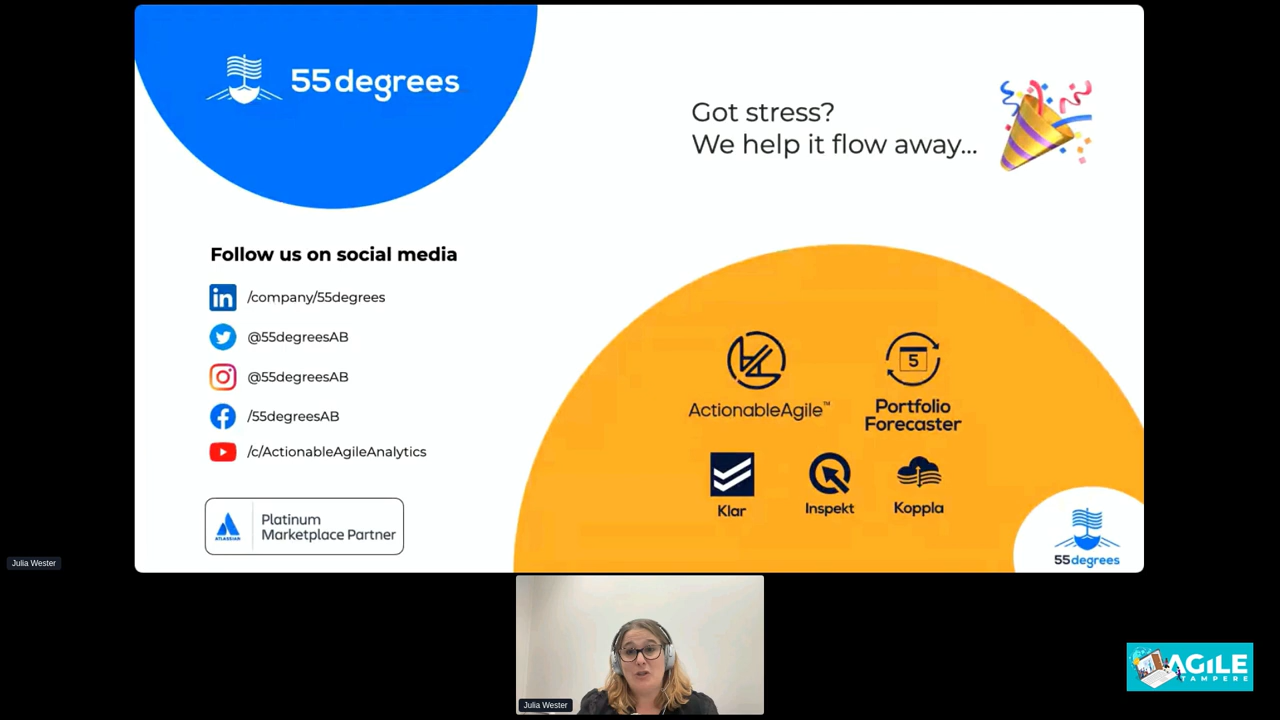 55degrees
Got stress?
We help it flow away...
Follow us on social media
/company/55degrees
@55degreesAB
@55degreesAB
/55degreesAB
/c/ActionableAgileAnalytics
ATLASSIAN
Platinum
Marketplace Partner
ActionableAgile™
5
Portfolio
Forecaster
Klar
Inspekt
Koppla
55degrees
Julia Wester
Julia Wester
AGILE
TAMPERE